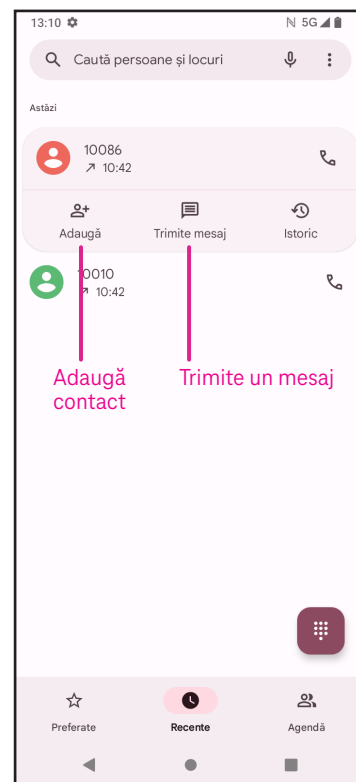 13:10 5G
Caută persoane și locuri
Astăzi
10086
10:42
Adaugă Trimite mesaj Istoric
10010
10:42
Adaugă Trimite un mesaj
contact
Preferate Recente Agendă